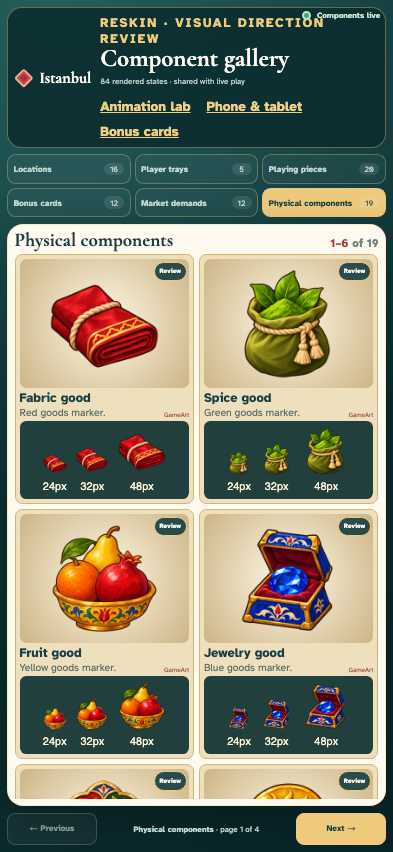 RESKIN · VISUAL DIRECTION
REVIEW
Components live
Istanbul
Component gallery
84 rendered states · shared with live play
Animation lab Phone & tablet
Bonus cards
Locations 16
Player trays 5
Playing pieces 20
Bonus cards 12
Market demands 12
Physical components 19
Physical components
1–6 of 19
Review
Fabric good
Red goods marker.
GameArt
24px 32px 48px
Review
Spice good
Green goods marker.
GameArt
24px 32px 48px
Review
Fruit good
Yellow goods marker.
GameArt
24px 32px 48px
Review
Jewelry good
Blue goods marker.
GameArt
24px 32px 48px
Review
Review
← Previous
Physical components · page 1 of 4
Next →